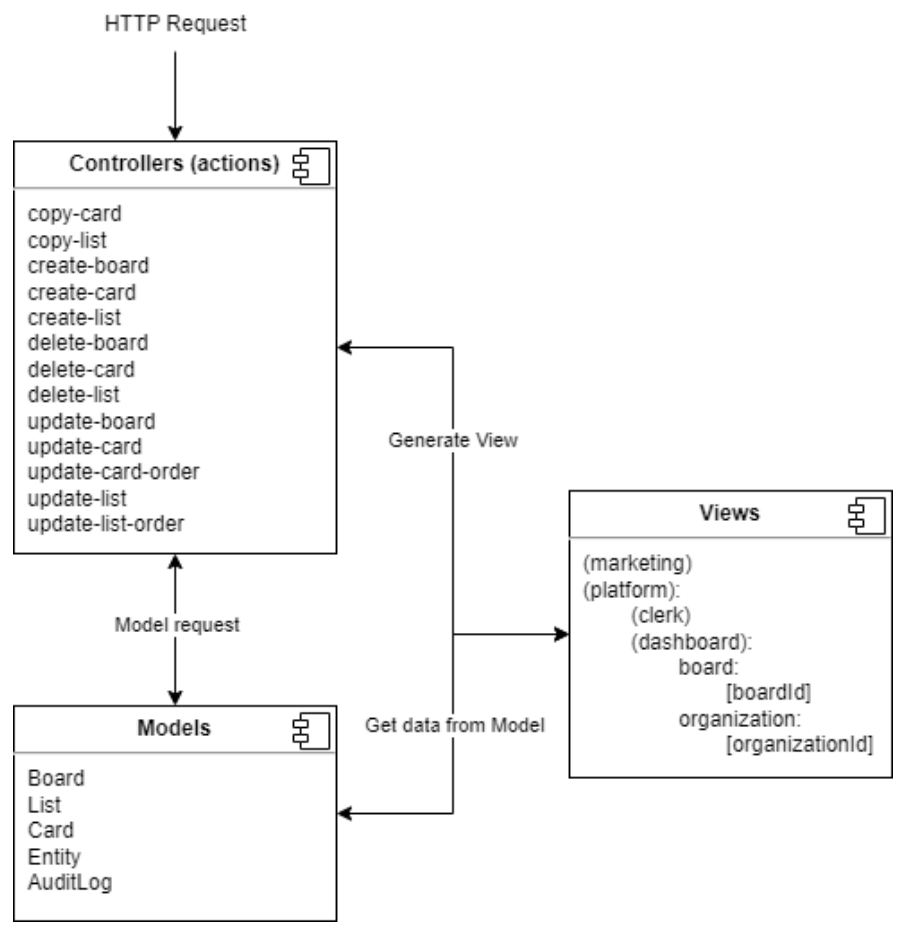 HTTP Request
Controllers (actions)
copy-card
copy-list
create-board
create-card
create-list
delete-board
delete-card
delete-list
update-board
update-card
update-card-order
update-list
update-list-order
Generate View
Views
(marketing)
(platform):
(clerk)
(dashboard):
board:
[boardId]
organization:
[organizationId]
Model request
Get data from Model
Models
Board
List
Card
Entity
AuditLog